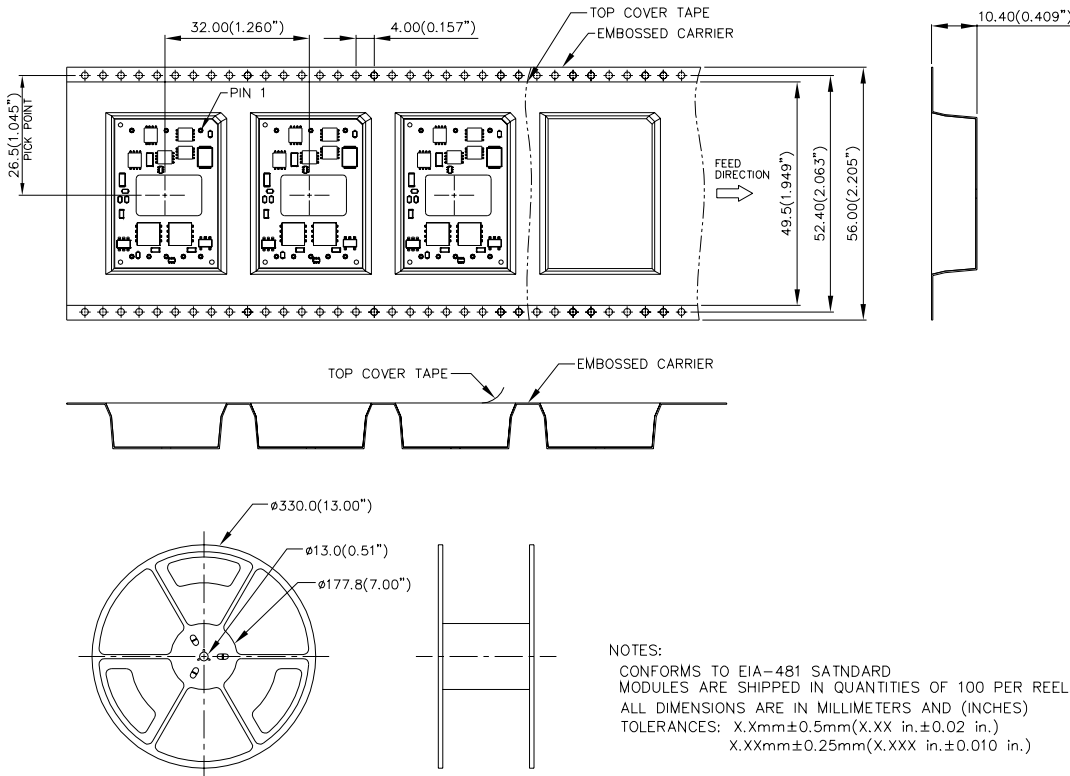 TOP COVER TAPE
EMBOSSED CARRIER
32.00(1.260")
4.00(0.157")
10.40(0.409")
PIN 1
26.5(1.045")
PICK POINT
FEED
DIRECTION
49.5(1.949")
52.40(2.063")
56.00(2.205")
TOP COVER TAPE
EMBOSSED CARRIER
ø330.0(13.00")
ø13.0(0.51")
ø177.8(7.00")
NOTES:
CONFORMS TO EIA-481 SATNDARD
MODULES ARE SHIPPED IN QUANTITIES OF 100 PER REEL
ALL DIMENSIONS ARE IN MILLIMETERS AND (INCHES)
TOLERANCES: X.Xmm±0.5mm(X.XX in.±0.02 in.)
X.XXmm±0.25mm(X.XXX in.±0.010 in.)